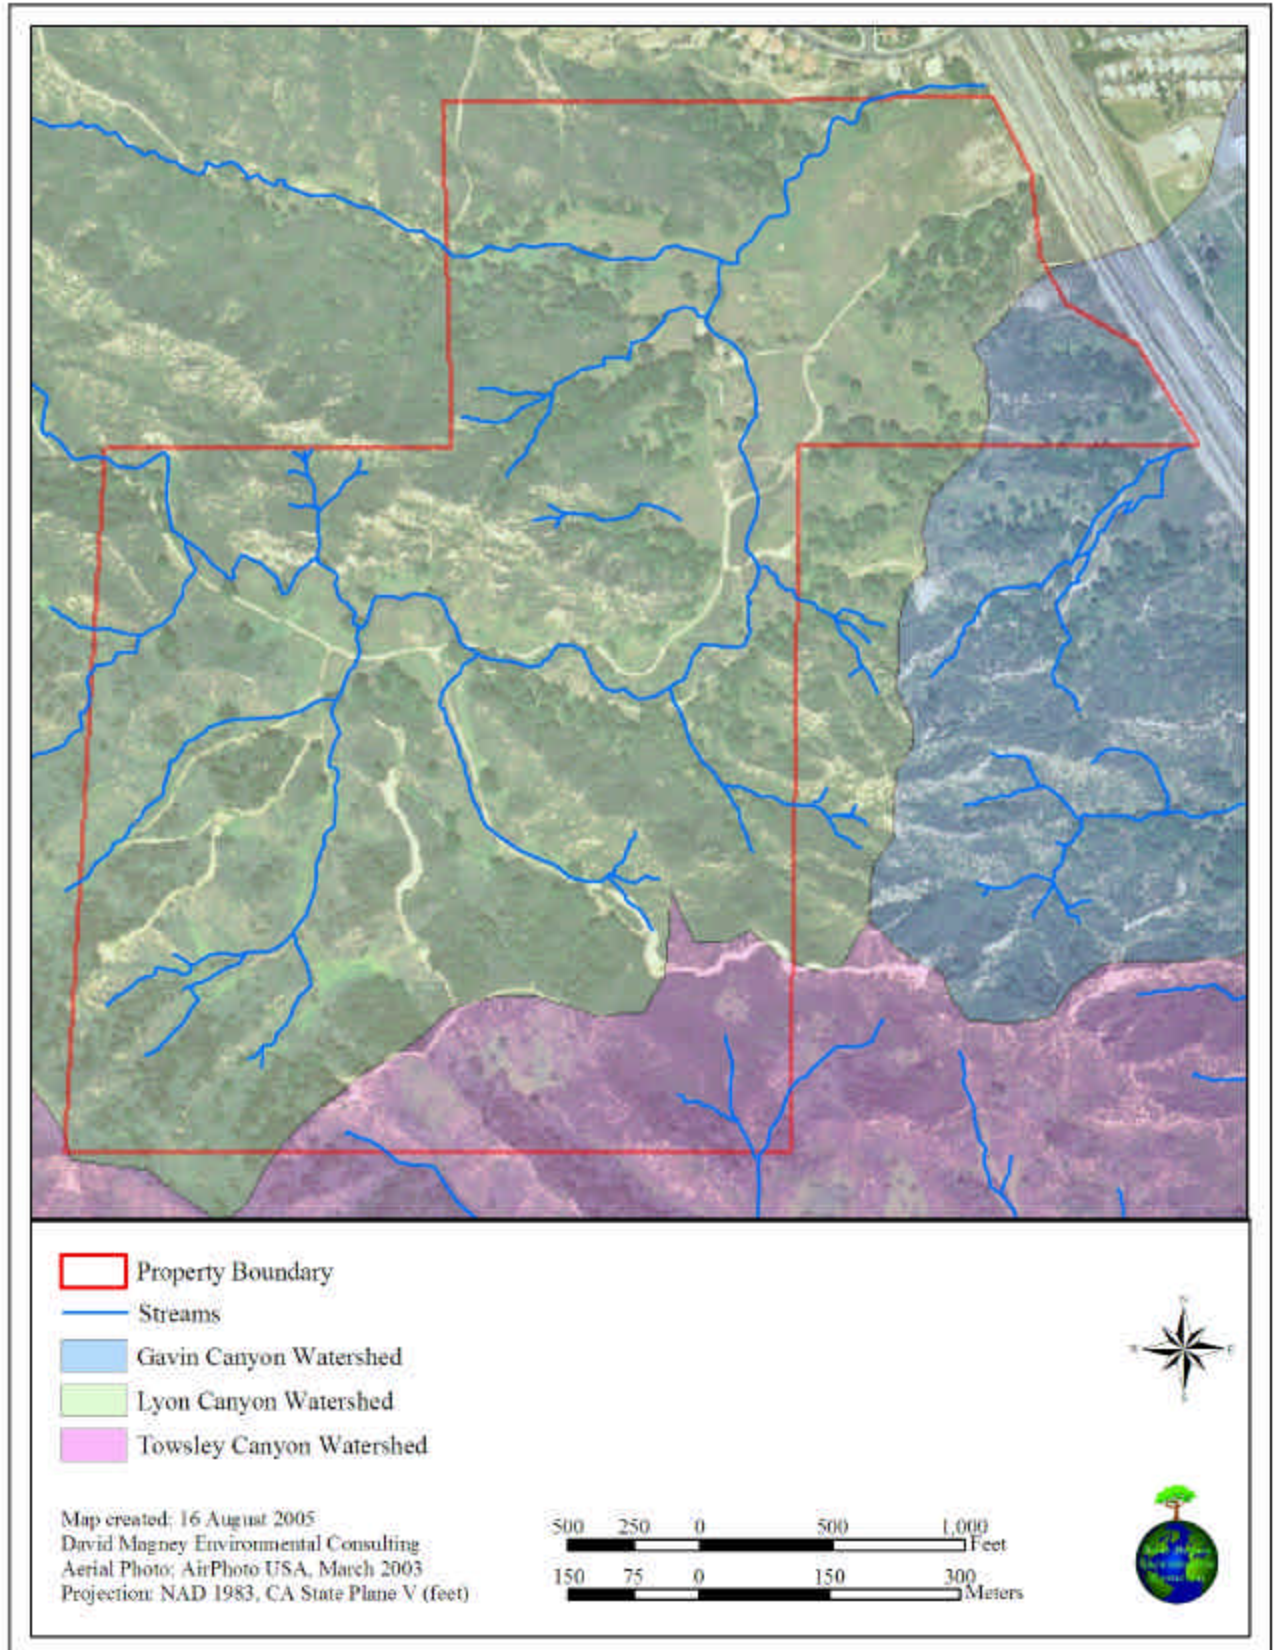 Property Boundary
Streams
Gavin Canyon Watershed
Lyon Canyon Watershed
Towsley Canyon Watershed
Map created: 16 August 2005
David Magney Environmental Consulting
Aerial Photo: AirPhoto USA, March 2003
Projection: NAD 1983, CA State Plane V (feet)
500 250 0 500 1,000
Feet
150 75 0 150 300
Meters
N
E
S